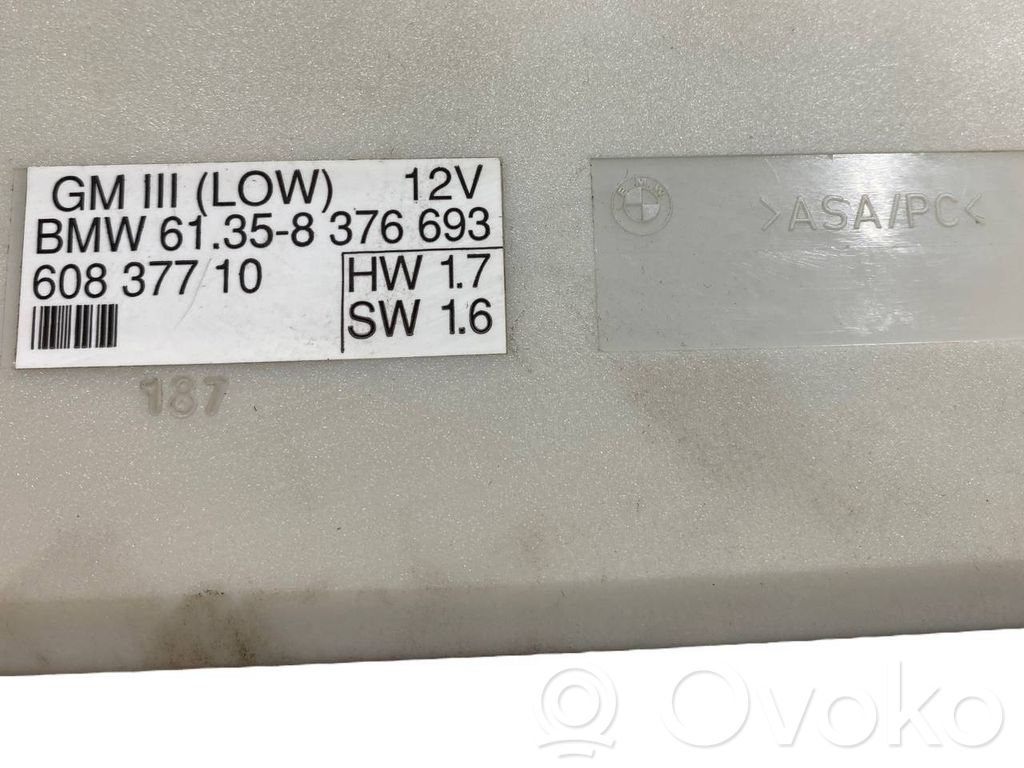 GM III (LOW) 12V
BMW 61.35-8 376 693
608 377 10
HW 1.7
SW 1.6
187
BMW
>ASA/PC<
Ovoko